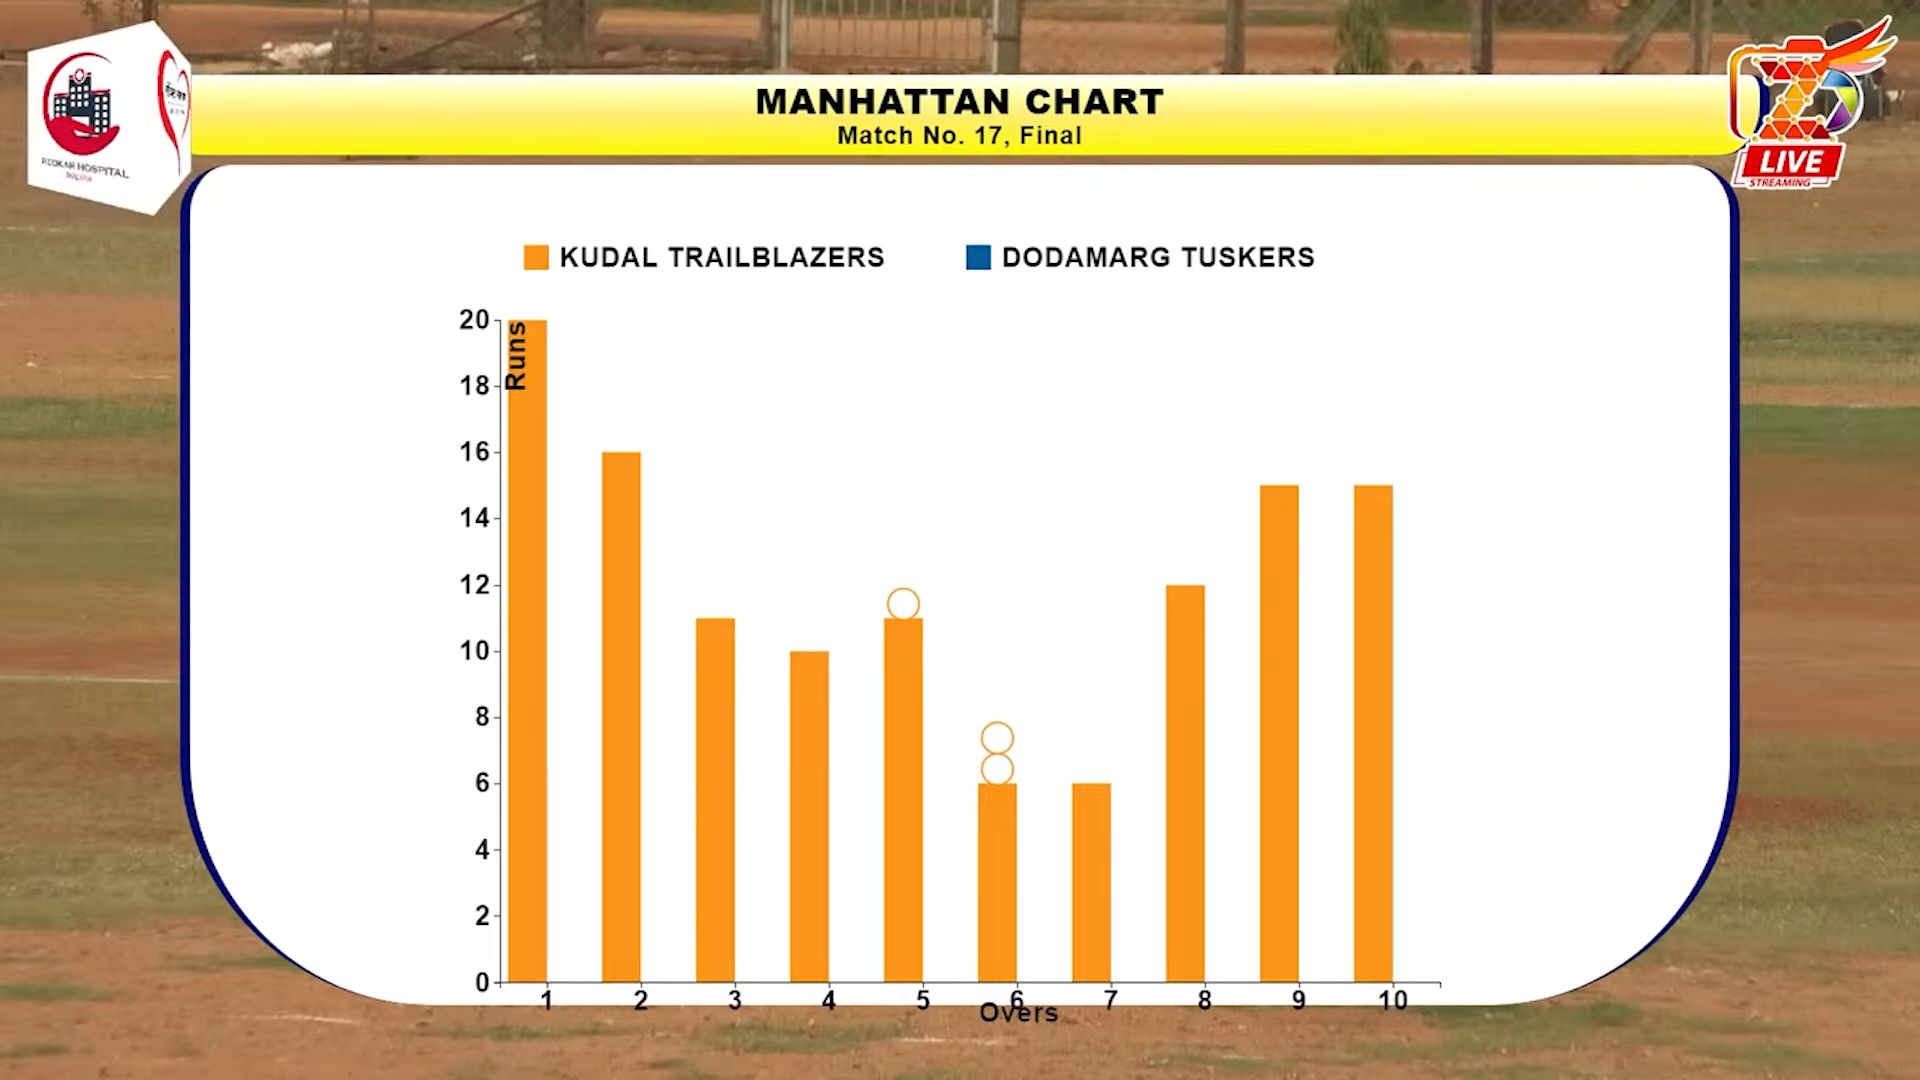 MANHATTAN CHART
Match No. 17, Final
REDKAR HOSPITAL
LIVE
STREAMING
KUDAL TRAILBLAZERS
DODAMARG TUSKERS
Runs
20
18
16
14
12
10
8
6
4
2
0
1 2 3 4 5 6 7 8 9 10
Overs